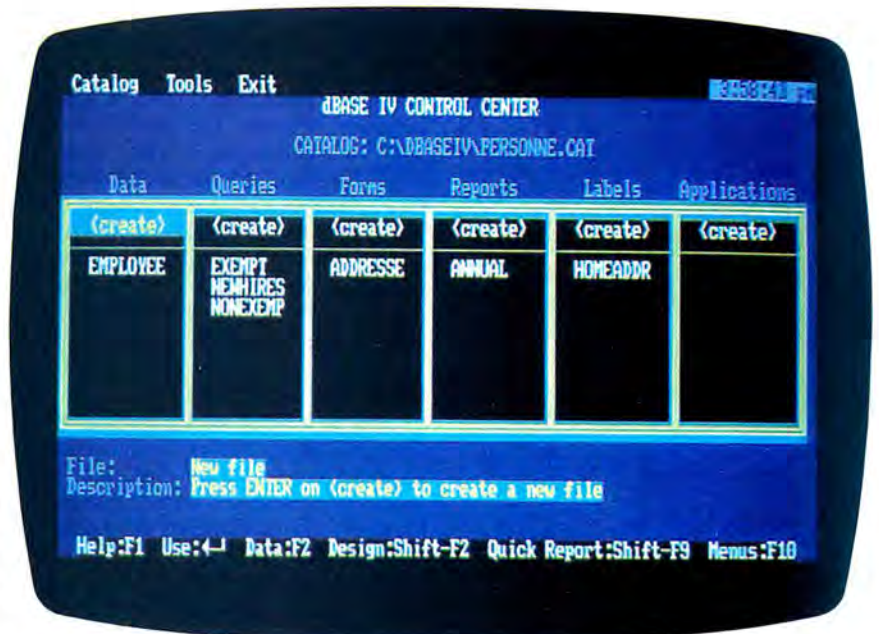 Catalog Tools Exit
dBASE IV CONTROL CENTER
CATALOG: C:\DBASEIV\PERSONNE.CAT
Data Queries Forms Reports Labels Applications
<create> <create> <create> <create> <create> <create>
EMPLOYEE EXEMPT ADDRESSE ANNUAL HOMEADDR
NEWHIRES
NONEXEMP
File: New file
Description: Press ENTER on <create> to create a new file
Help:F1 Use:←┘ Data:F2 Design:Shift-F2 Quick Report:Shift-F9 Menus:F10